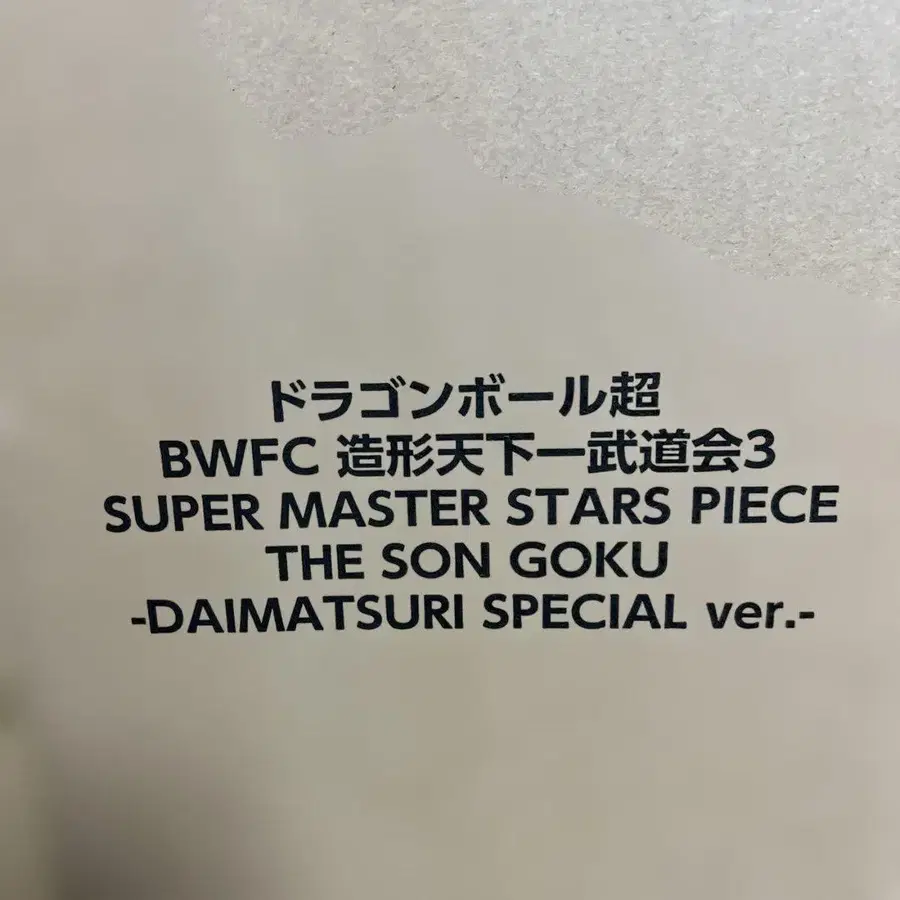 ドラゴンボール超
BWFC 造形天下一武道会3
SUPER MASTER STARS PIECE
THE SON GOKU
-DAIMATSURI SPECIAL ver.-